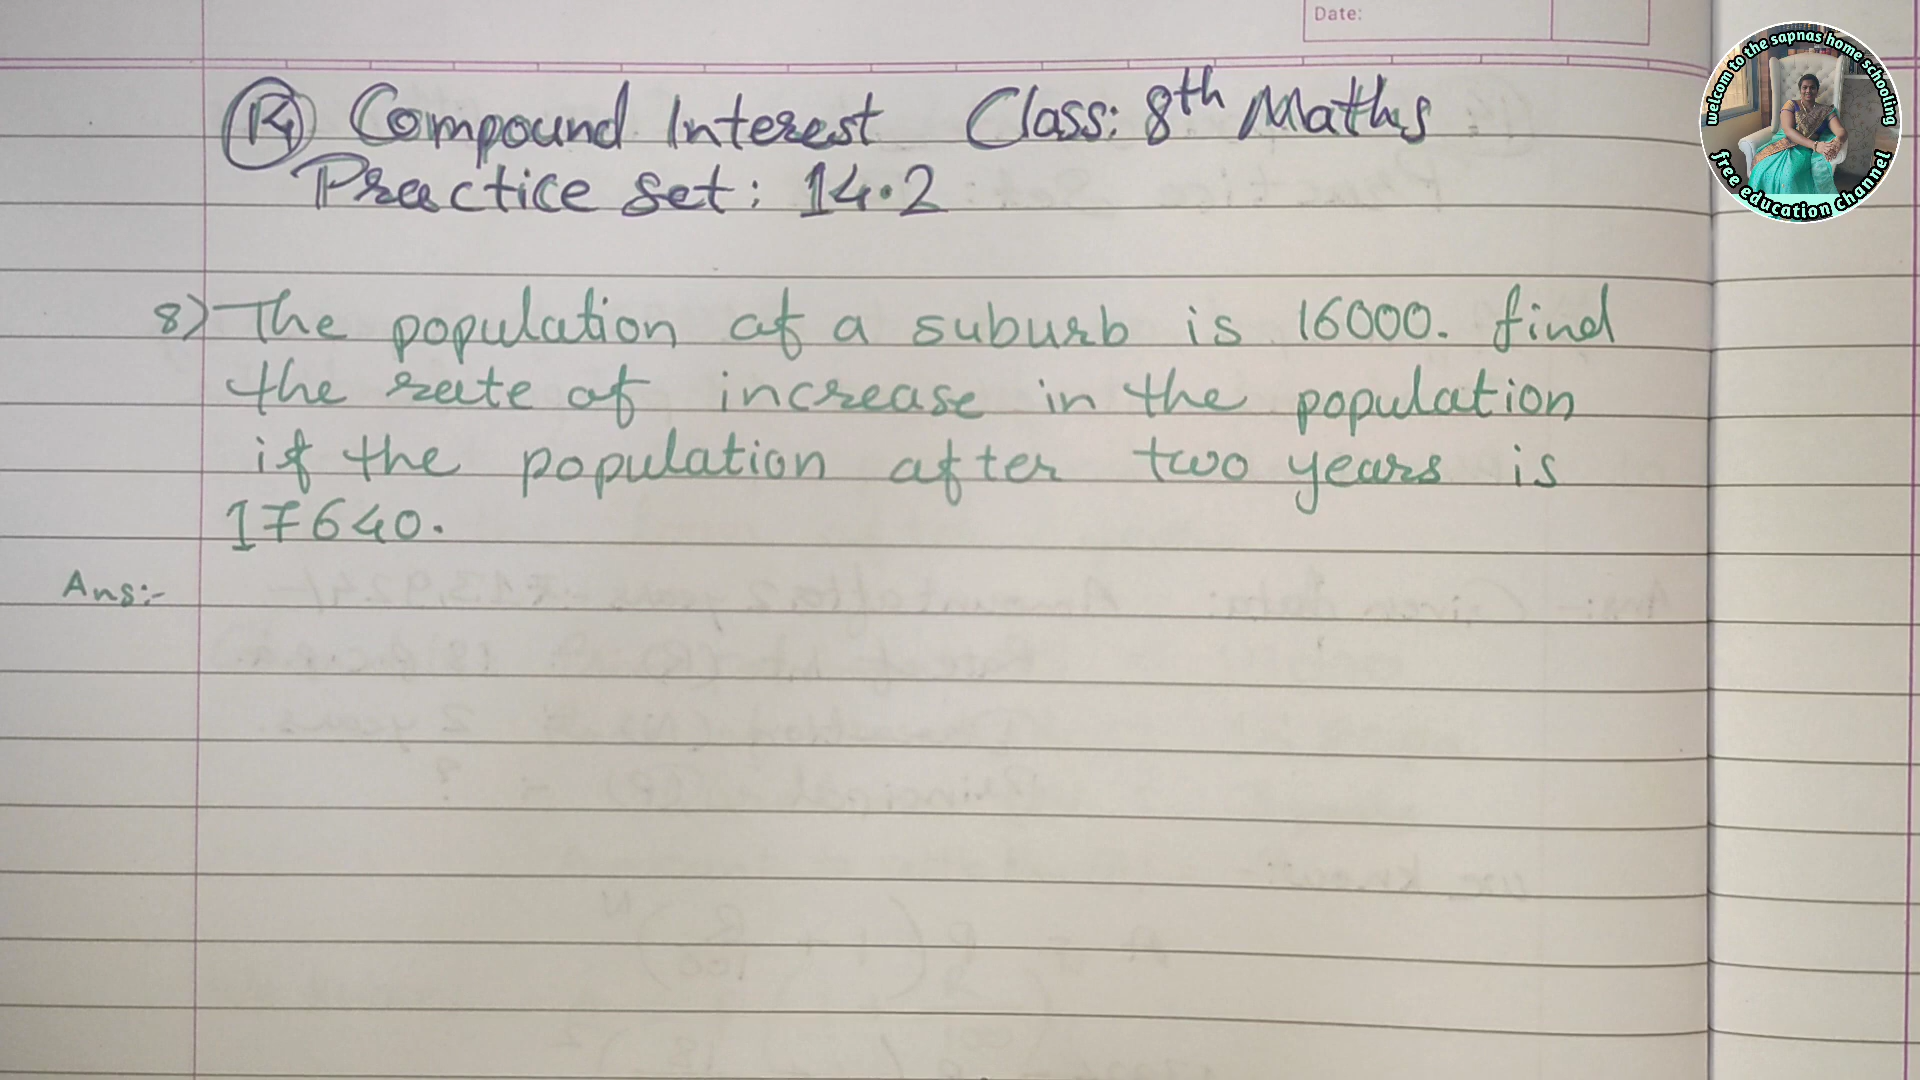 Date:
welcom to the sapnas home schooling
free education channel
14 Compound Interest Class: 8th Maths
Practice set: 14.2
8) The population of a suburb is 16000. find
the rate of increase in the population
if the population after two years is
17640.
Ans:-